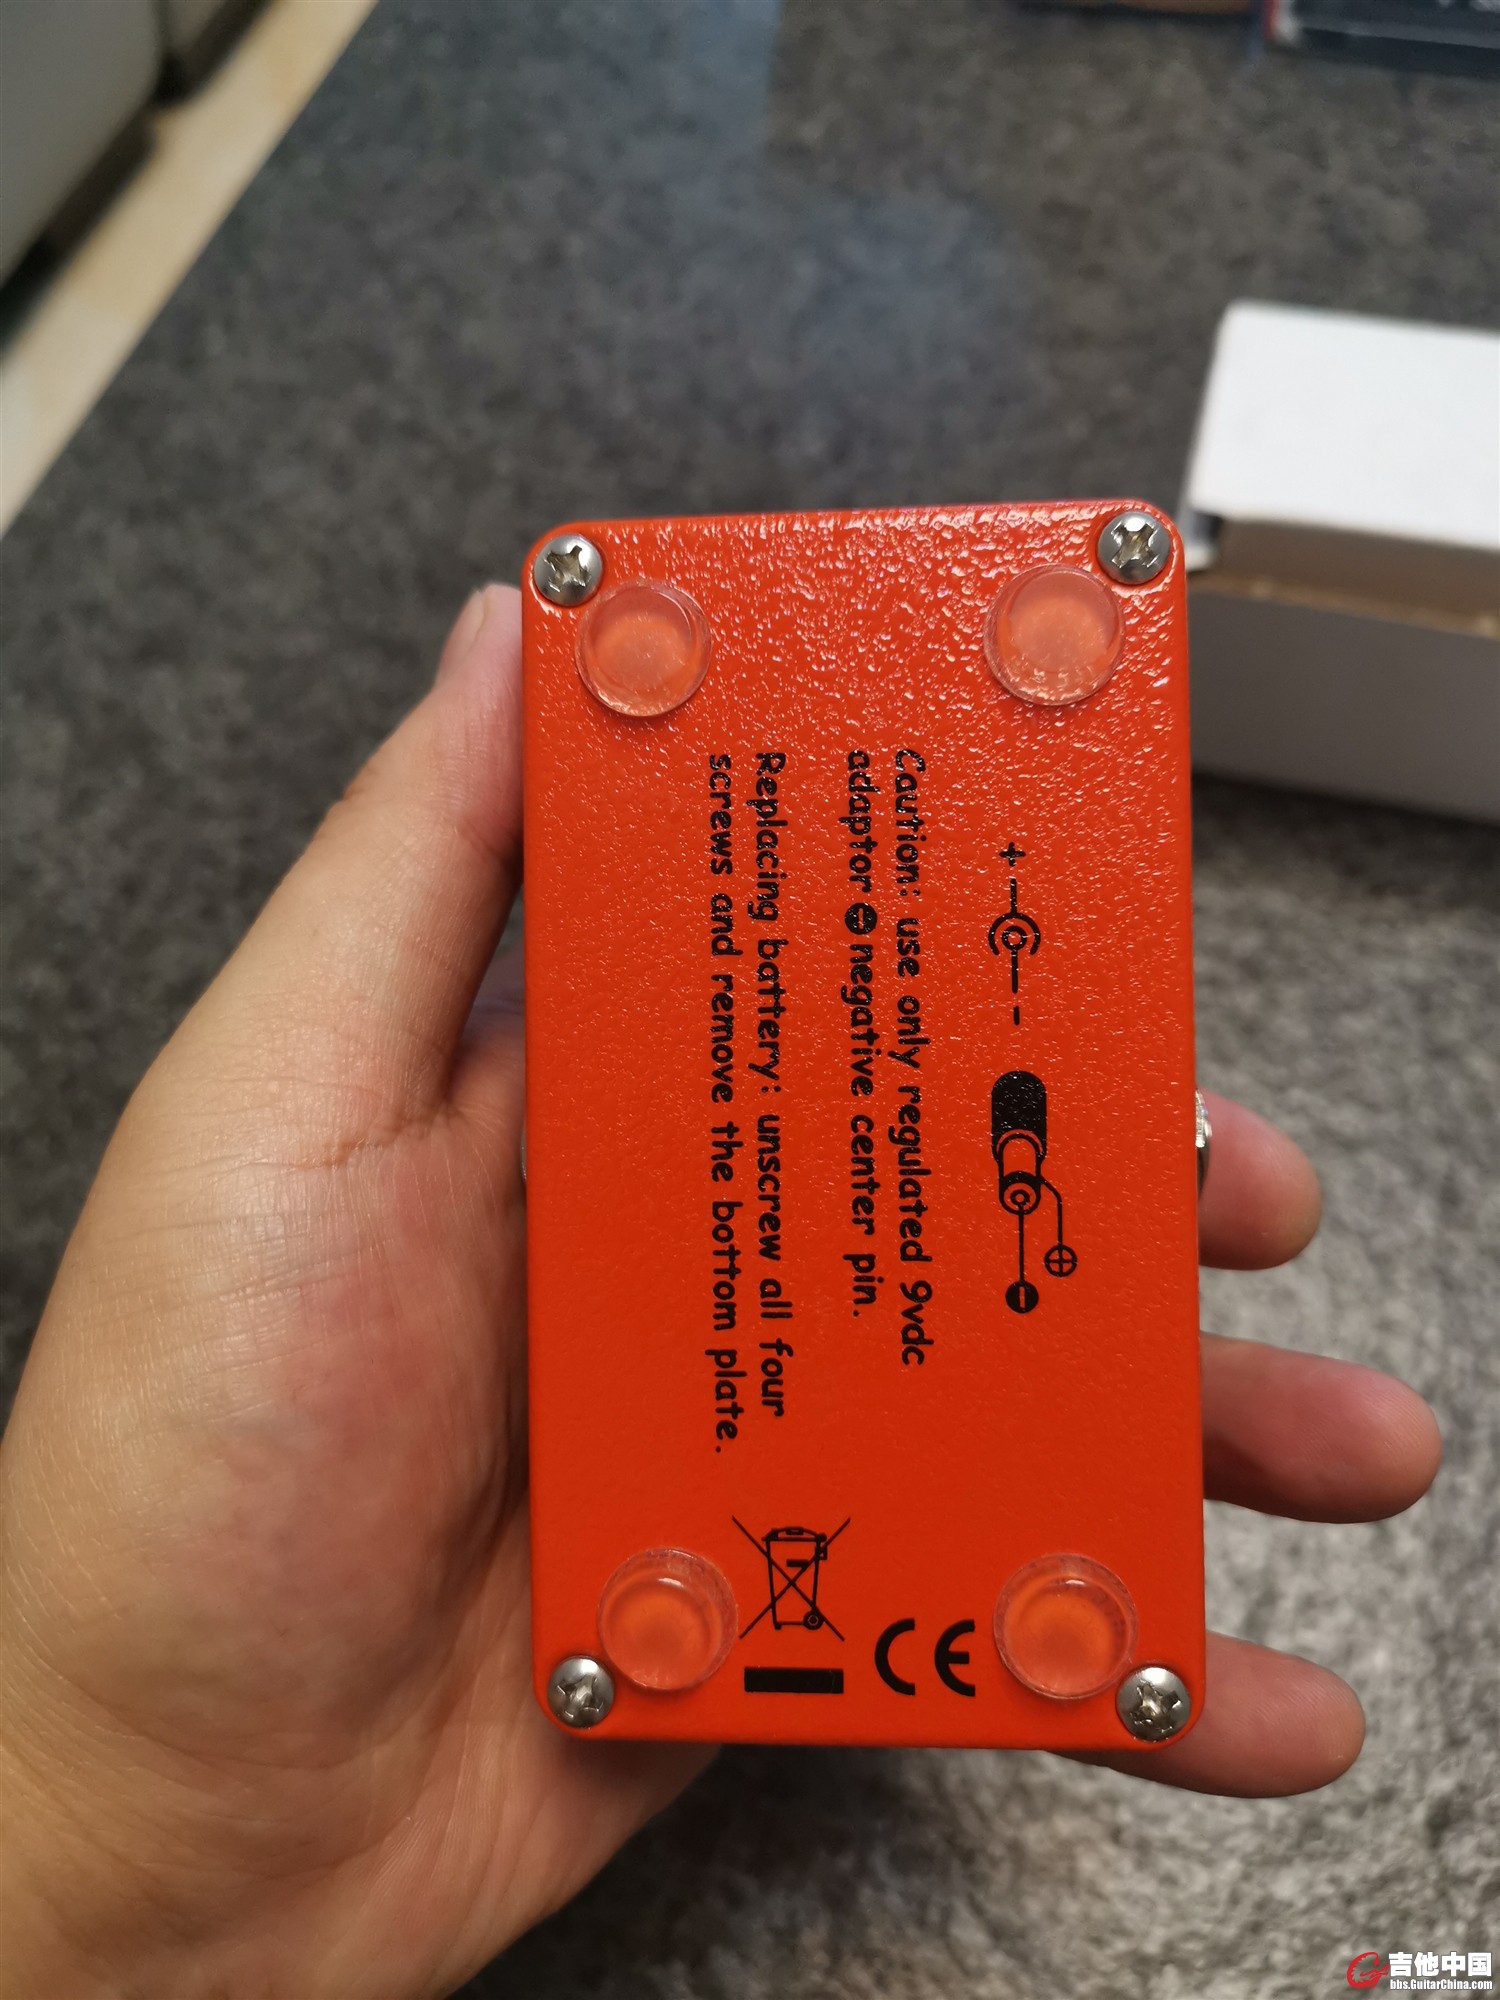 + -
Caution: use only regulated 9vdc
adaptor ⊖ negative center pin.
Replacing battery: unscrew all four
screws and remove the bottom plate.
CE
吉他中国
bbs.GuitarChina.com